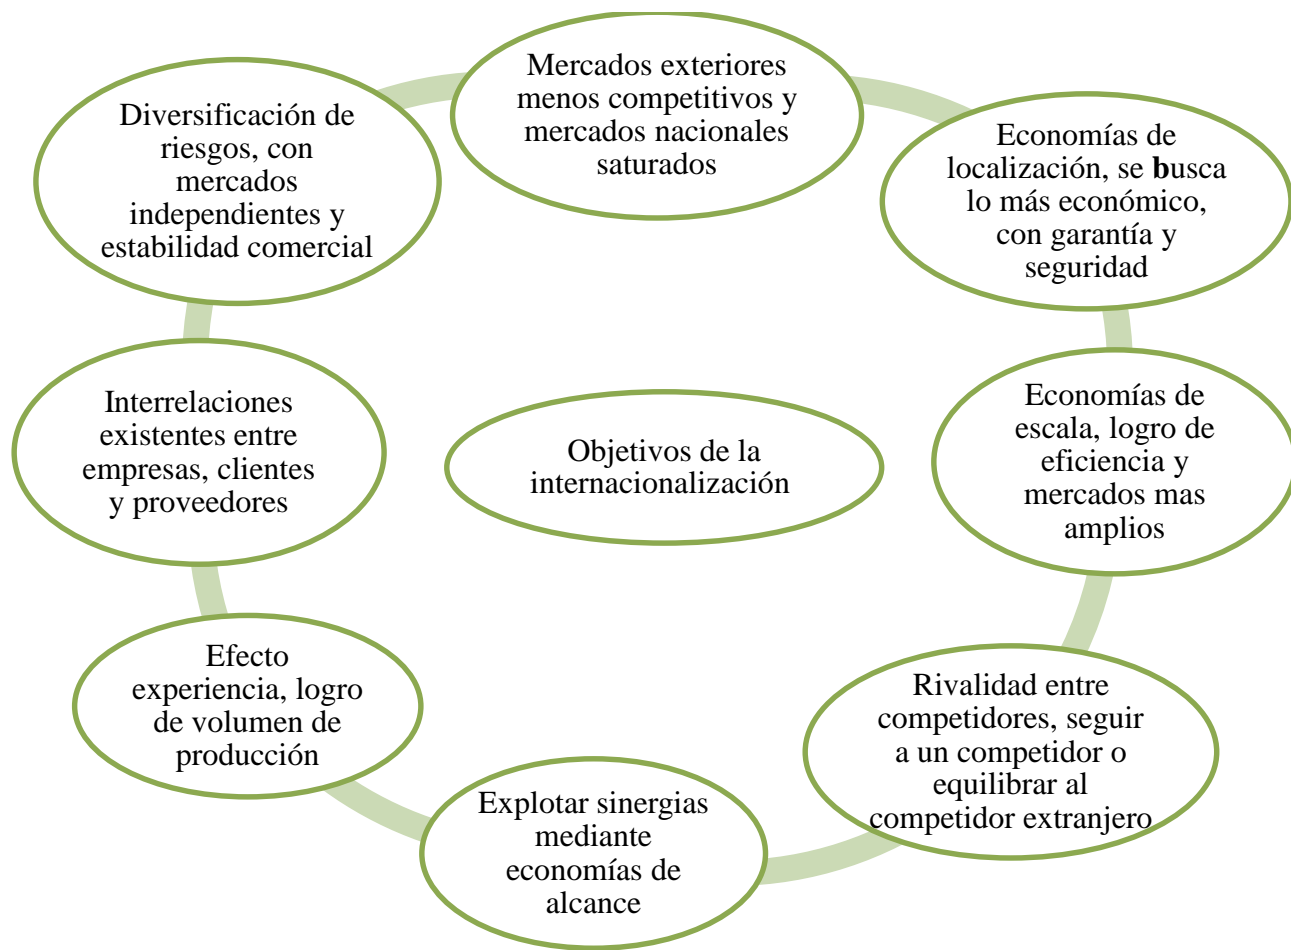 Mercados exteriores
menos competitivos y
mercados nacionales
saturados
Economías de
localización, se busca
lo más económico,
con garantía y
seguridad
Economías de
escala, logro de
eficiencia y
mercados mas
amplios
Rivalidad entre
competidores, seguir
a un competidor o
equilibrar al
competidor extranjero
Explotar sinergias
mediante
economías de
alcance
Efecto
experiencia, logro
de volumen de
producción
Interrelaciones
existentes entre
empresas, clientes
y proveedores
Diversificación de
riesgos, con
mercados
independientes y
estabilidad comercial
Objetivos de la
internacionalización